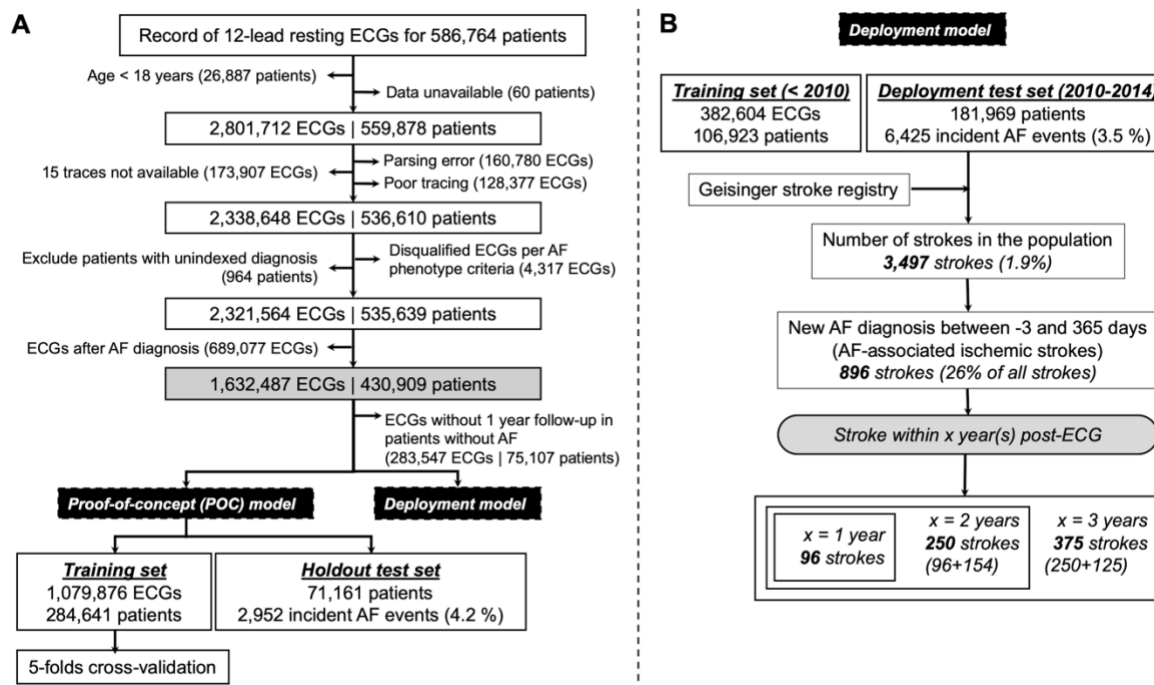 A
Record of 12-lead resting ECGs for 586,764 patients
Age < 18 years (26,887 patients)
Data unavailable (60 patients)
2,801,712 ECGs | 559,878 patients
Parsing error (160,780 ECGs)
15 traces not available (173,907 ECGs)
Poor tracing (128,377 ECGs)
2,338,648 ECGs | 536,610 patients
Exclude patients with unindexed diagnosis
(964 patients)
Disqualified ECGs per AF
phenotype criteria (4,317 ECGs)
2,321,564 ECGs | 535,639 patients
ECGs after AF diagnosis (689,077 ECGs)
1,632,487 ECGs | 430,909 patients
ECGs without 1 year follow-up in
patients without AF
(283,547 ECGs | 75,107 patients)
Proof-of-concept (POC) model
Deployment model
Training set
1,079,876 ECGs
284,641 patients
Holdout test set
71,161 patients
2,952 incident AF events (4.2 %)
5-folds cross-validation
B
Deployment model
Training set (< 2010)
382,604 ECGs
106,923 patients
Deployment test set (2010-2014)
181,969 patients
6,425 incident AF events (3.5 %)
Geisinger stroke registry
Number of strokes in the population
3,497 strokes (1.9%)
New AF diagnosis between -3 and 365 days
(AF-associated ischemic strokes)
896 strokes (26% of all strokes)
Stroke within x year(s) post-ECG
x = 1 year
96 strokes
x = 2 years
250 strokes
(96+154)
x = 3 years
375 strokes
(250+125)